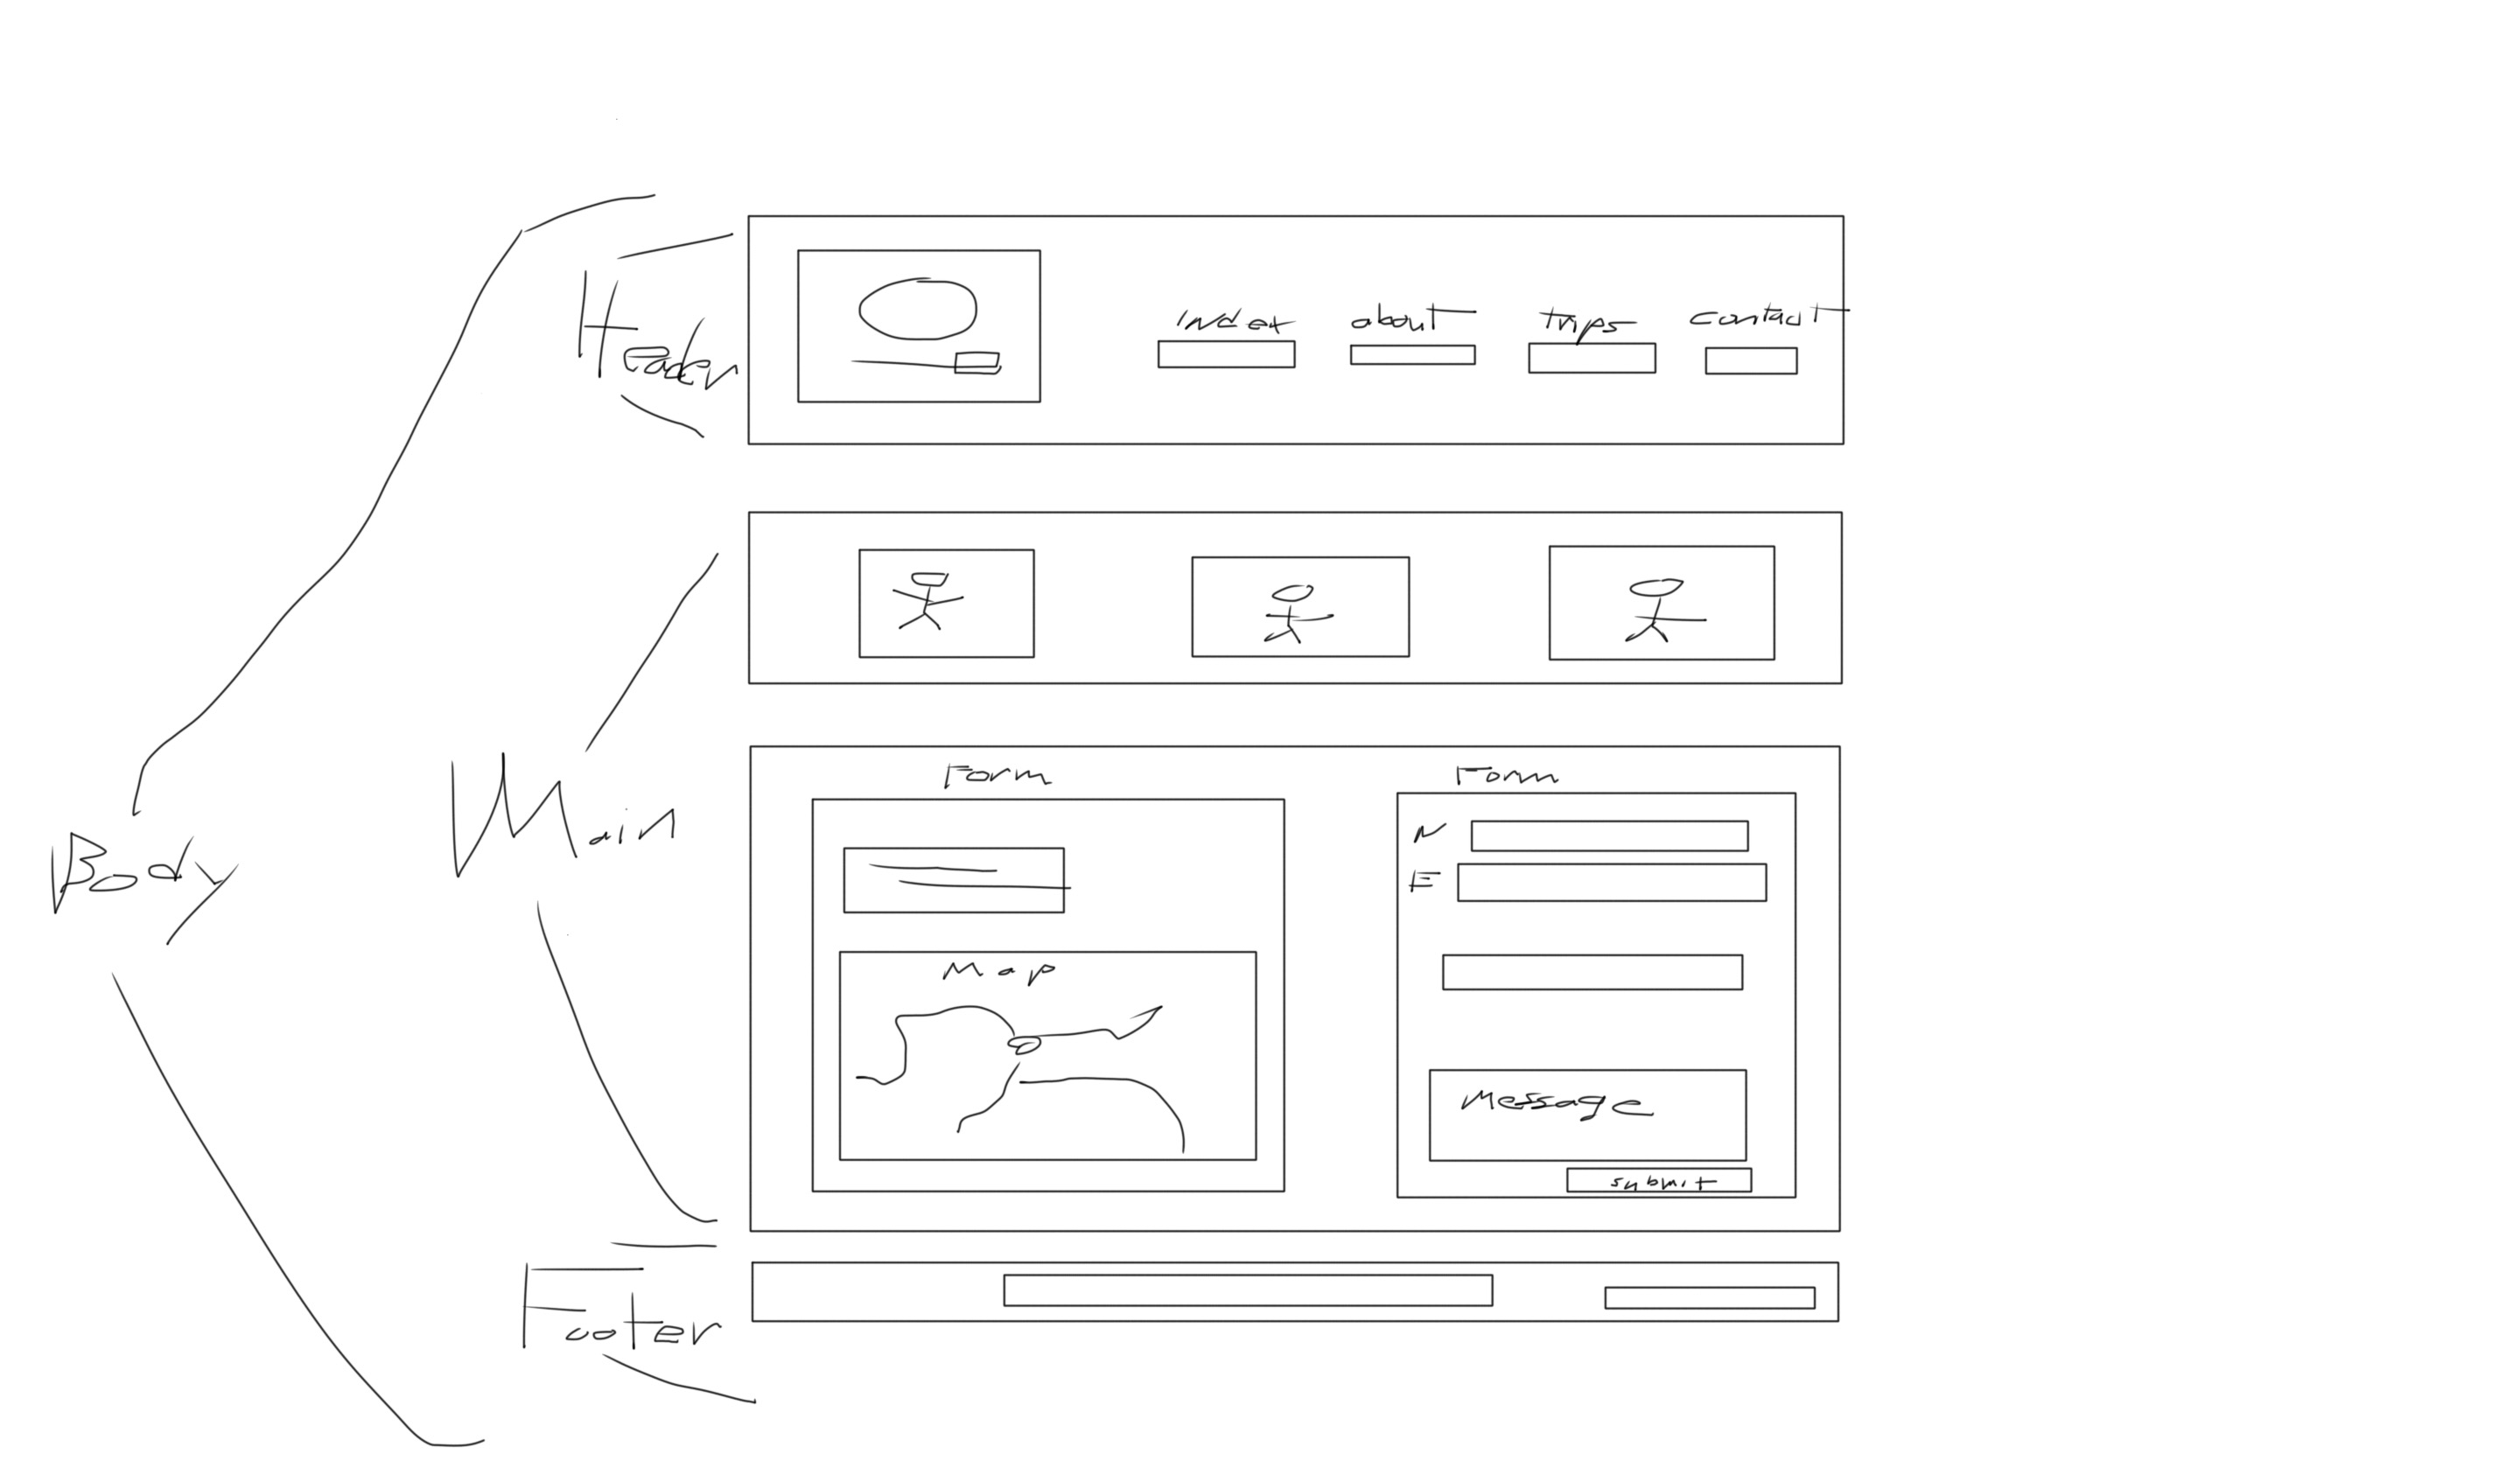 Header
index about trips contact
Body
Main
Form Form
N
E
Map
Message
submit
Footer